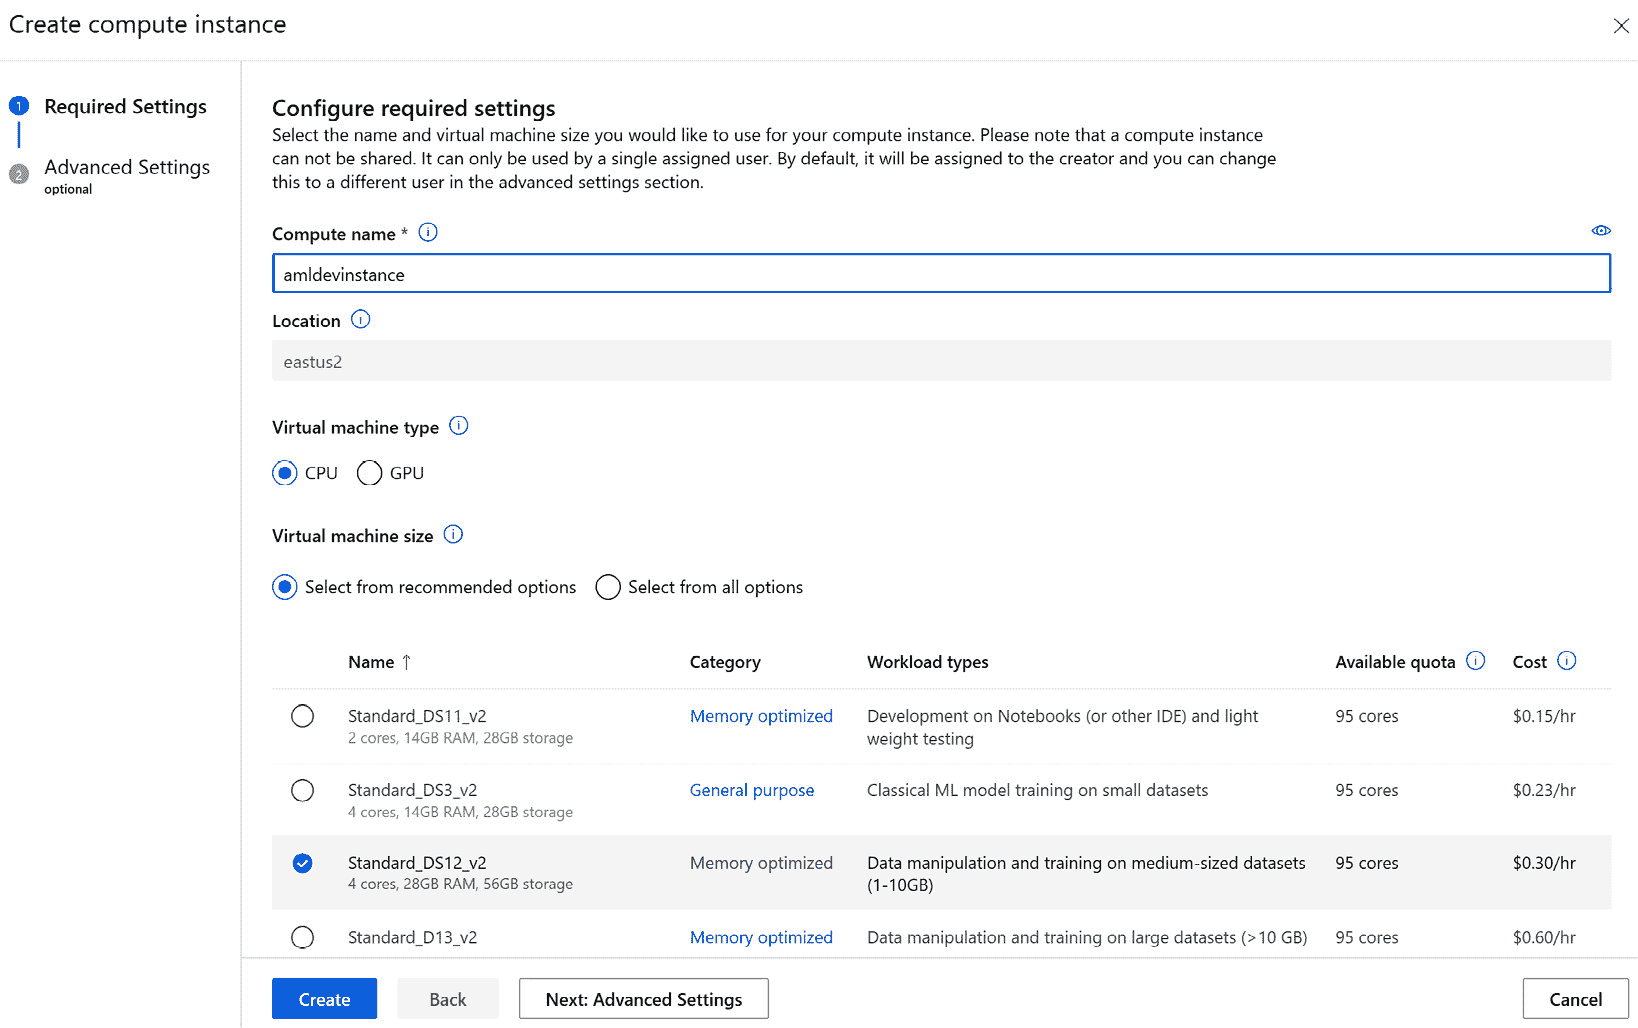 Create compute instance
1 Required Settings
2 Advanced Settings
optional
Configure required settings
Select the name and virtual machine size you would like to use for your compute instance. Please note that a compute instance
can not be shared. It can only be used by a single assigned user. By default, it will be assigned to the creator and you can change
this to a different user in the advanced settings section.
Compute name *
amldevinstance
Location
eastus2
Virtual machine type
CPU GPU
Virtual machine size
Select from recommended options Select from all options
Name ↑ Category Workload types Available quota Cost
Standard_DS11_v2 Memory optimized Development on Notebooks (or other IDE) and light 95 cores $0.15/hr
2 cores, 14GB RAM, 28GB storage weight testing
Standard_DS3_v2 General purpose Classical ML model training on small datasets 95 cores $0.23/hr
4 cores, 14GB RAM, 28GB storage
Standard_DS12_v2 Memory optimized Data manipulation and training on medium-sized datasets 95 cores $0.30/hr
4 cores, 28GB RAM, 56GB storage (1-10GB)
Standard_D13_v2 Memory optimized Data manipulation and training on large datasets (>10 GB) 95 cores $0.60/hr
Create Back Next: Advanced Settings Cancel